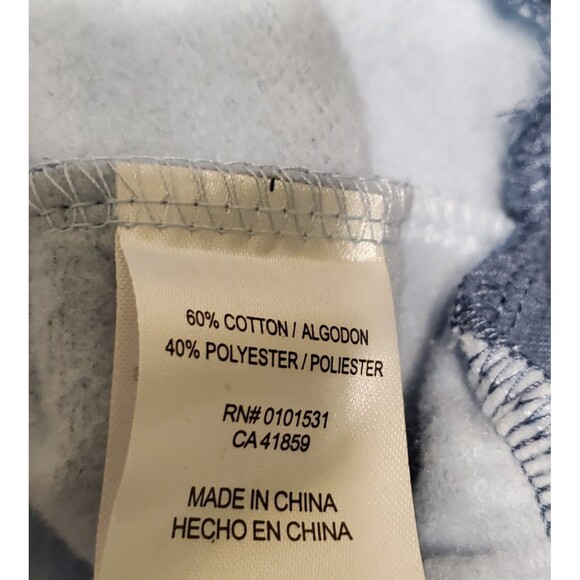 60% COTTON / ALGODON
40% POLYESTER / POLIESTER
RN# 0101531
CA 41859
MADE IN CHINA
HECHO EN CHINA